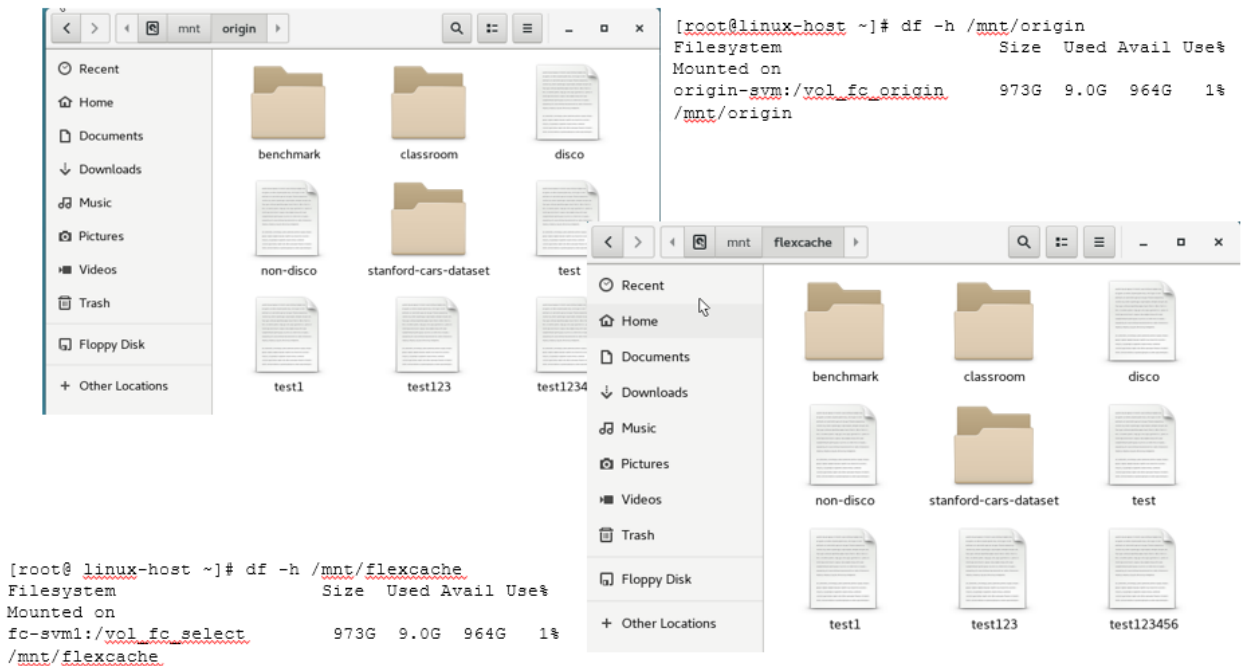 mnt origin
Recent
Home
Documents
Downloads
Music
Pictures
Videos
Trash
Floppy Disk
+ Other Locations
benchmark classroom disco
non-disco stanford-cars-dataset test
test1 test123 test1234
[root@linux-host ~]# df -h /mnt/origin
Filesystem Size Used Avail Use%
Mounted on
origin-svm:/vol_fc_origin 973G 9.0G 964G 1%
/mnt/origin
mnt flexcache
Recent
Home
Documents
Downloads
Music
Pictures
Videos
Trash
Floppy Disk
+ Other Locations
benchmark classroom disco
non-disco stanford-cars-dataset test
test1 test123 test123456
[root@ linux-host ~]# df -h /mnt/flexcache
Filesystem Size Used Avail Use%
Mounted on
fc-svm1:/vol_fc_select 973G 9.0G 964G 1%
/mnt/flexcache